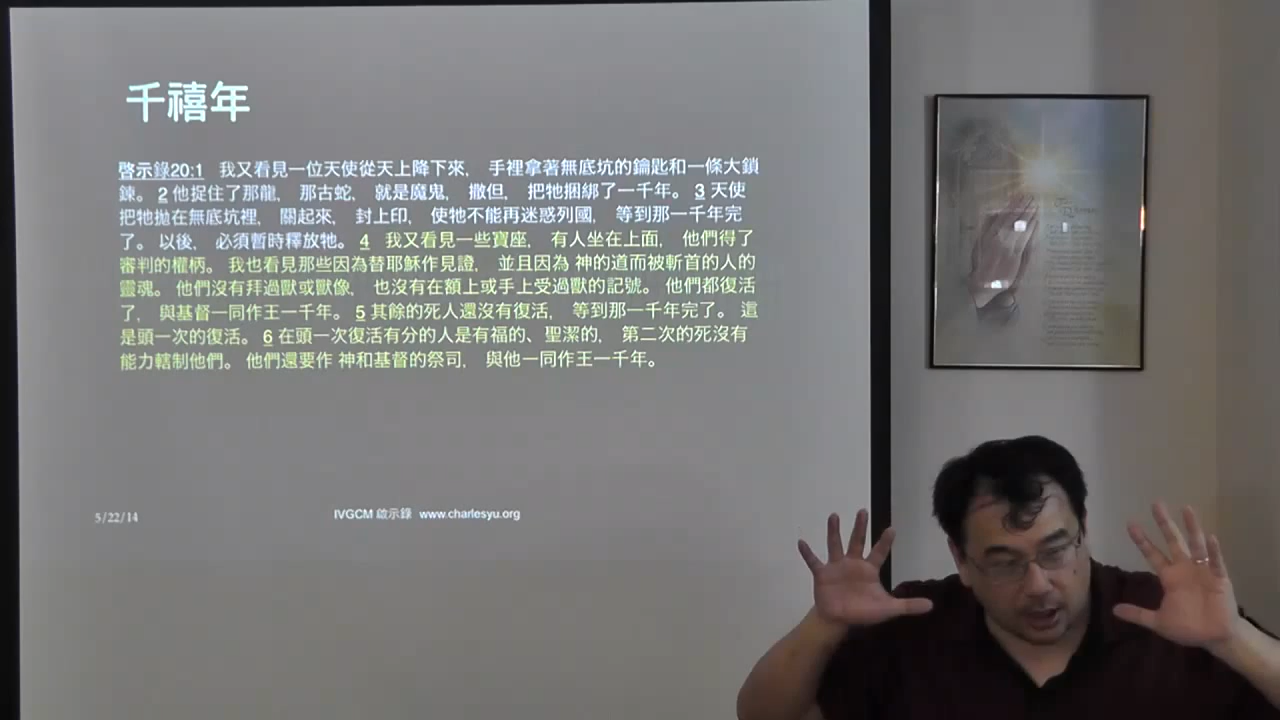 千禧年
啓示錄20:1 我又看見一位天使從天上降下來， 手裡拿著無底坑的鑰匙和一條大鎖
鍊。 2 他捉住了那龍， 那古蛇， 就是魔鬼， 撒但， 把牠捆綁了一千年。 3 天使
把牠拋在無底坑裡， 關起來， 封上印， 使牠不能再迷惑列國， 等到那一千年完
了。 以後， 必須暫時釋放牠。 4 我又看見一些寶座， 有人坐在上面， 他們得了
審判的權柄。 我也看見那些因為替耶穌作見證， 並且因為 神的道而被斬首的人的
靈魂。 他們沒有拜過獸或獸像， 也沒有在額上或手上受過獸的記號。 他們都復活
了， 與基督一同作王一千年。 5 其餘的死人還沒有復活， 等到那一千年完了。 這
是頭一次的復活。 6 在頭一次復活有分的人是有福的、聖潔的， 第二次的死沒有
能力轄制他們。 他們還要作 神和基督的祭司， 與他一同作王一千年。
5/22/14
IVGCM 啟示錄 www.charlesyu.org